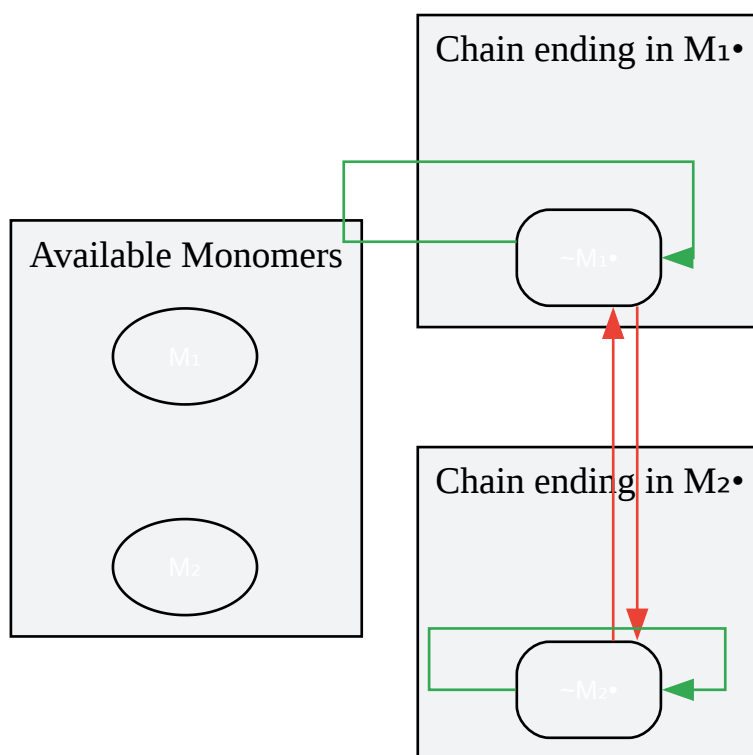 Chain ending in M₁•
~M₁•
Available Monomers
M₁
M₂
Chain ending in M₂•
~M₂•